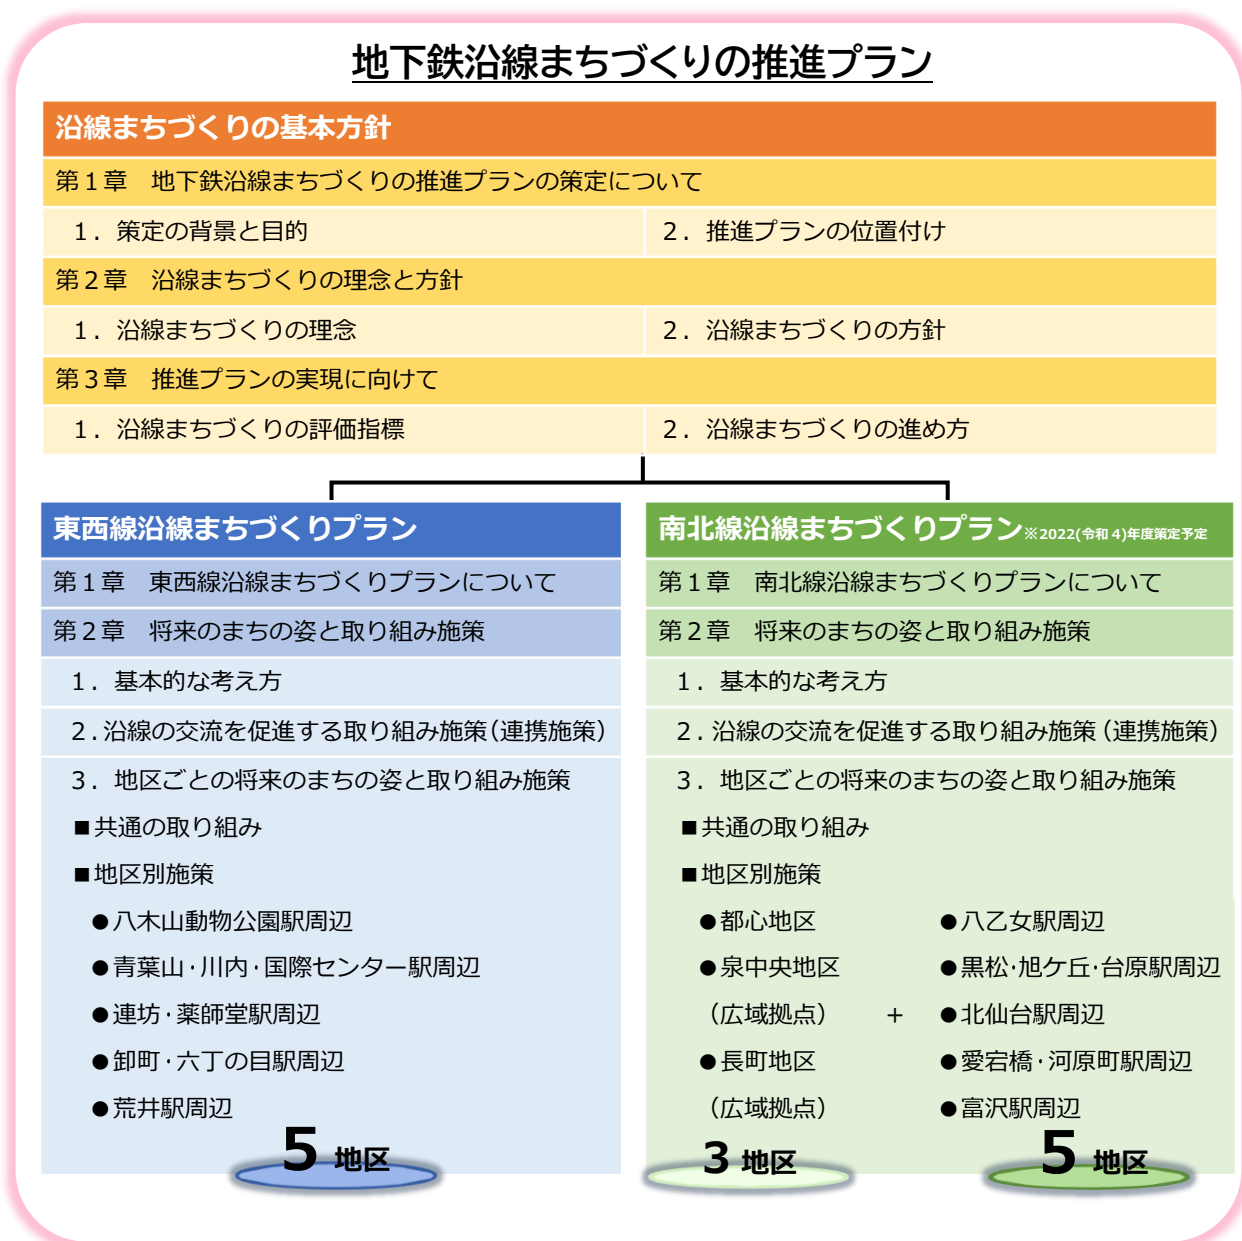 地下鉄沿線まちづくりの推進プラン
沿線まちづくりの基本方針
第1章　地下鉄沿線まちづくりの推進プランの策定について
1．策定の背景と目的
2．推進プランの位置付け
第2章　沿線まちづくりの理念と方針
1．沿線まちづくりの理念
2．沿線まちづくりの方針
第3章　推進プランの実現に向けて
1．沿線まちづくりの評価指標
2．沿線まちづくりの進め方
東西線沿線まちづくりプラン
第1章　東西線沿線まちづくりプランについて
第2章　将来のまちの姿と取り組み施策
1．基本的な考え方
2．沿線の交流を促進する取り組み施策（連携施策）
3．地区ごとの将来のまちの姿と取り組み施策
■共通の取り組み
■地区別施策
●八木山動物公園駅周辺
●青葉山・川内・国際センター駅周辺
●連坊・薬師堂駅周辺
●卸町・六丁の目駅周辺
●荒井駅周辺
5 地区
南北線沿線まちづくりプラン※2022(令和4)年度策定予定
第1章　南北線沿線まちづくりプランについて
第2章　将来のまちの姿と取り組み施策
1．基本的な考え方
2．沿線の交流を促進する取り組み施策（連携施策）
3．地区ごとの将来のまちの姿と取り組み施策
■共通の取り組み
■地区別施策
●都心地区
●泉中央地区
（広域拠点）
●長町地区
（広域拠点）
3 地区
＋
●八乙女駅周辺
●黒松・旭ケ丘・台原駅周辺
●北仙台駅周辺
●愛宕橋・河原町駅周辺
●富沢駅周辺
5 地区